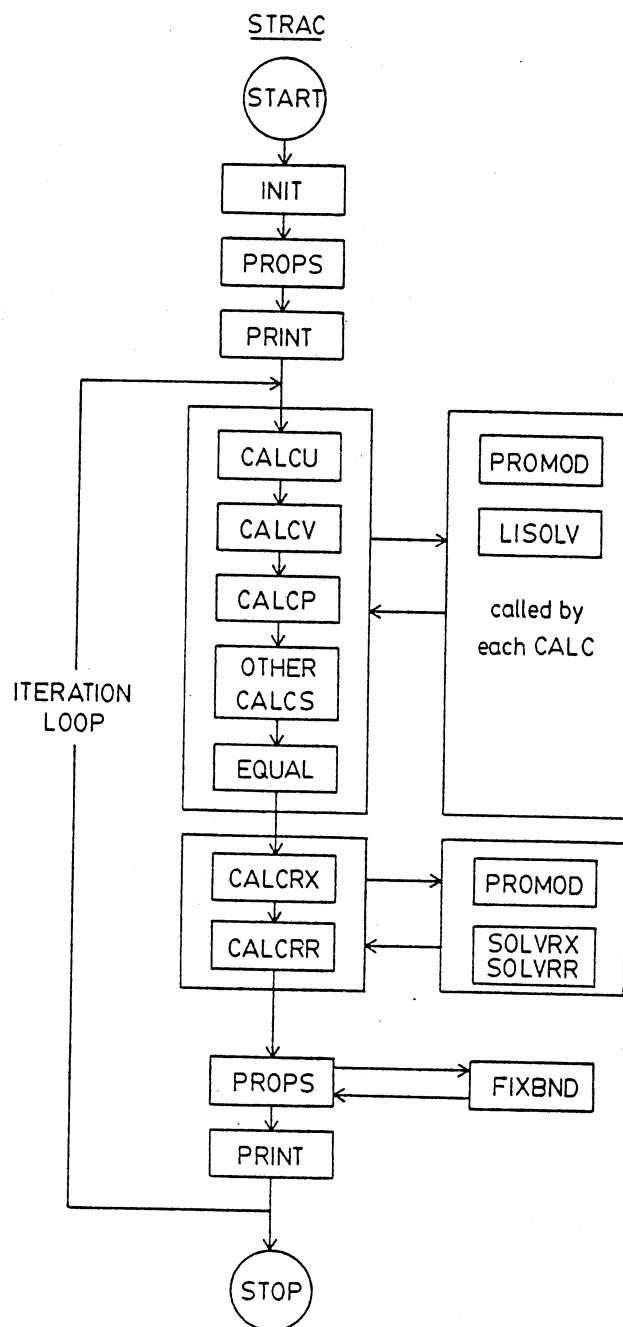 STRAC
START
INIT
PROPS
PRINT
CALCU
CALCV
CALCP
OTHER
CALCS
EQUAL
PROMOD
LISOLV
called by
each CALC
ITERATION
LOOP
CALCRX
CALCRR
PROMOD
SOLVRX
SOLVRR
PROPS
FIXBND
PRINT
STOP